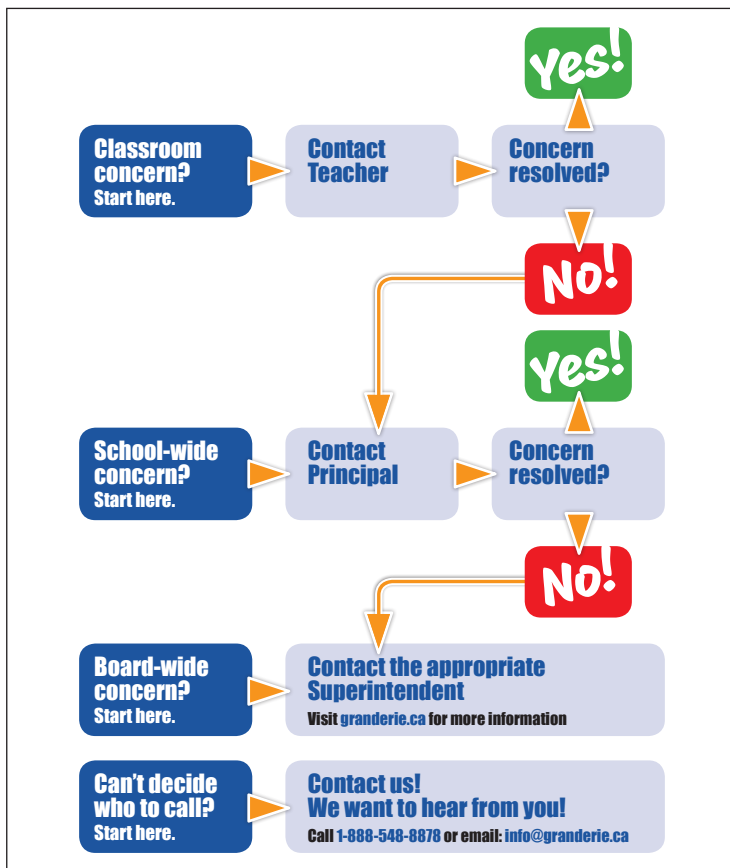 Yes!
Classroom
concern?
Start here.
Contact
Teacher
Concern
resolved?
No!
Yes!
School-wide
concern?
Start here.
Contact
Principal
Concern
resolved?
No!
Board-wide
concern?
Start here.
Contact the appropriate
Superintendent
Visit granderie.ca for more information
Can't decide
who to call?
Start here.
Contact us!
We want to hear from you!
Call 1-888-548-8878 or email: info@granderie.ca